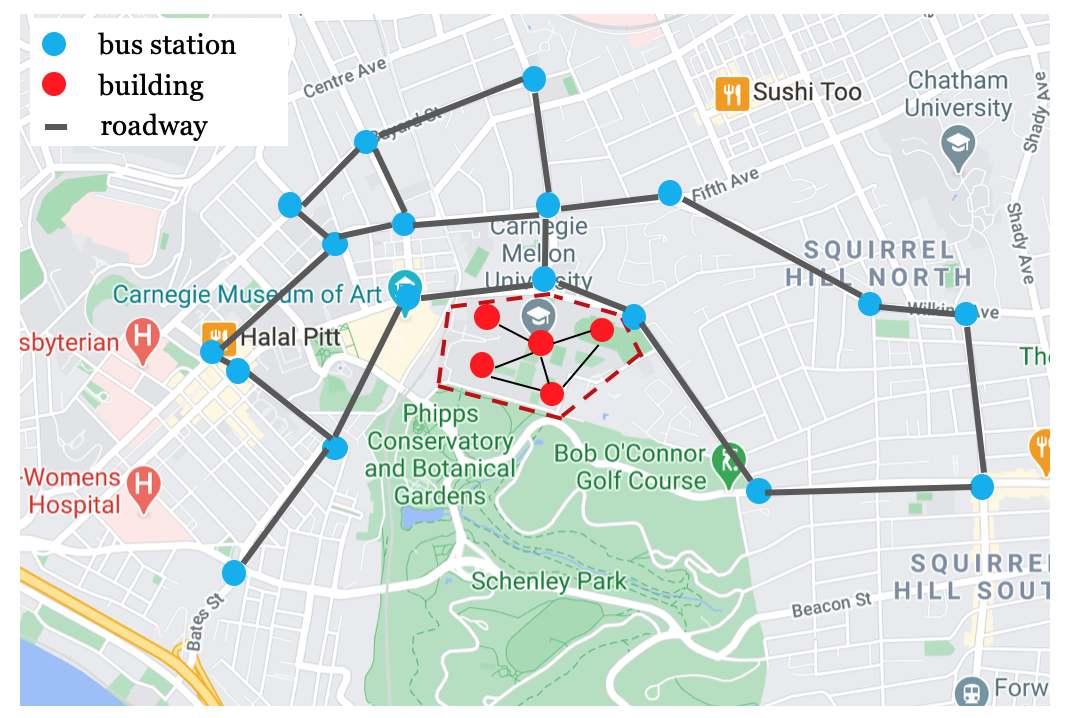 bus station
building
roadway
Centre Ave
Bayard St
Sushi Too
Chatham
University
Shady Ave
Fifth Ave
Shady Ave
Carnegie
Mellon
University
SQUIRREL
HILL NORTH
Carnegie Museum of Art
Wilkins Ave
sbyterian
Halal Pitt
The
Phipps
Conservatory
and Botanical
Gardens
Bob O'Connor
Golf Course
-Womens
Hospital
SQUIRRE
HILL SOUT
Schenley Park
Beacon St
Bates St
Forw